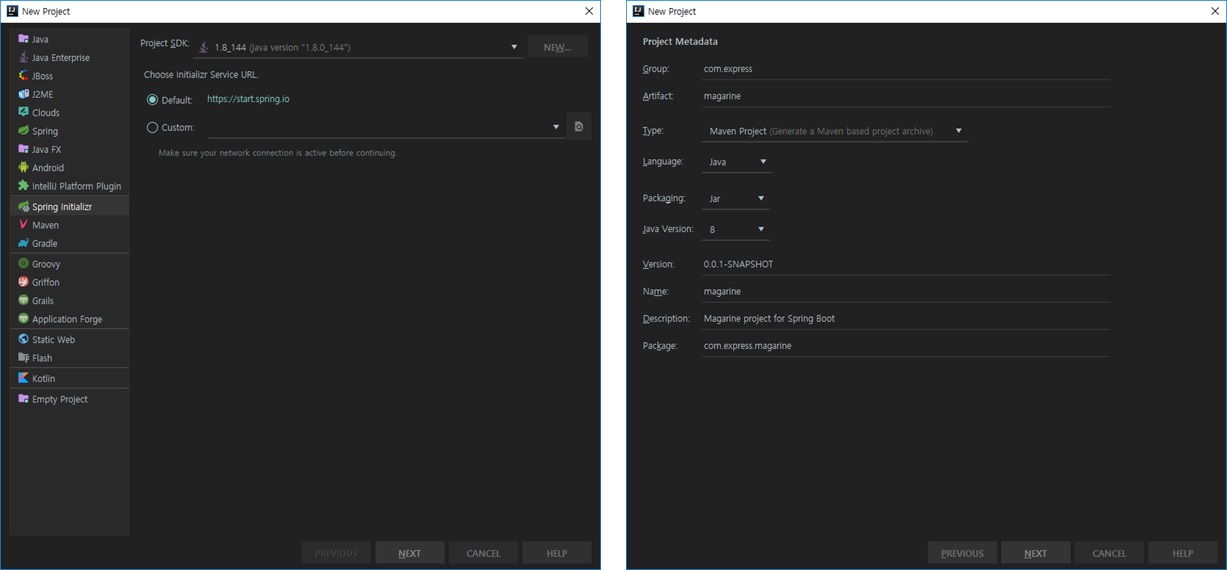 New Project
Java
Java Enterprise
JBoss
J2ME
Clouds
Spring
Java FX
Android
IntelliJ Platform Plugin
Spring Initializr
Maven
Gradle
Groovy
Griffon
Grails
Application Forge
Static Web
Flash
Kotlin
Empty Project
Project SDK: 1.8_144 (java version "1.8.0_144") NEW...
Choose Initializr Service URL.
Default: https://start.spring.io
Custom:
Make sure your network connection is active before continuing.
PREVIOUS NEXT CANCEL HELP
New Project
Project Metadata
Group: com.express
Artifact: magarine
Type: Maven Project (Generate a Maven based project archive)
Language: Java
Packaging: Jar
Java Version: 8
Version: 0.0.1-SNAPSHOT
Name: magarine
Description: Magarine project for Spring Boot
Package: com.express.magarine
PREVIOUS NEXT CANCEL HELP